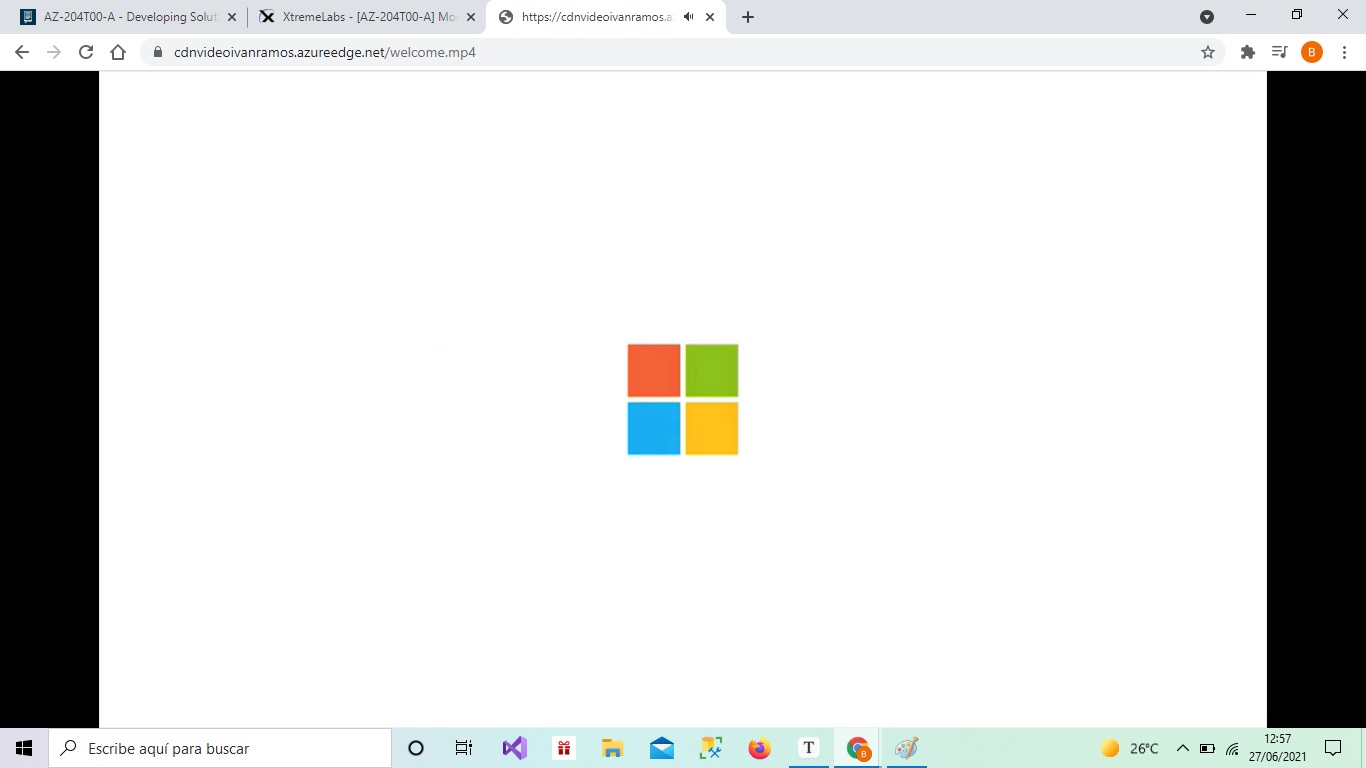 AZ-204T00-A - Developing Solut
XtremeLabs - [AZ-204T00-A] Mo
https://cdnvideoivanramos.a
cdnvideoivanramos.azureedge.net/welcome.mp4
B
Escribe aquí para buscar
T
B
26°C
12:57
27/06/2021